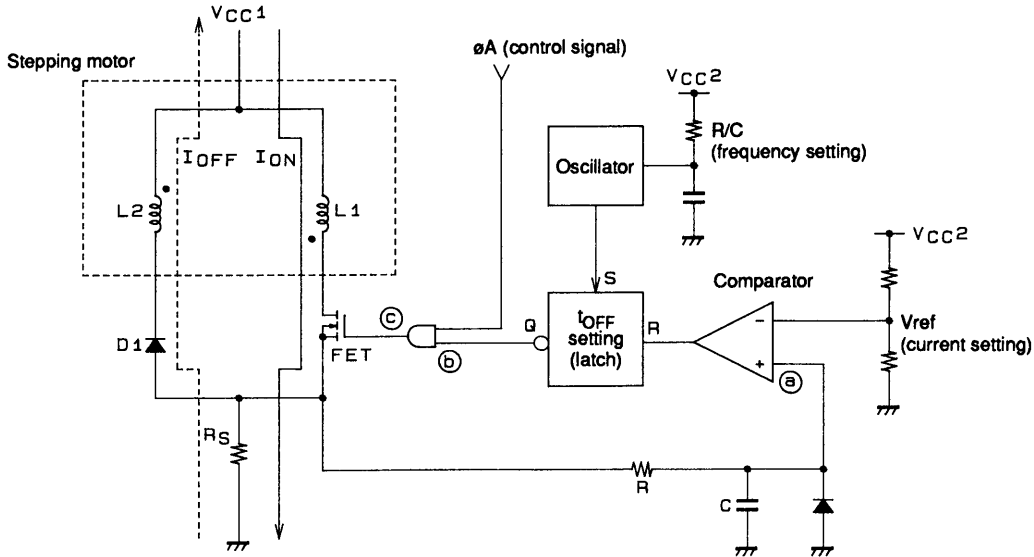 VCC1
øA (control signal)
Stepping motor
VCC2
R/C
(frequency setting)
Oscillator
IOFF ION
L2 L1
S
VCC2
Comparator
Q
tOFF
setting
(latch)
R
−
+
Vref
(current setting)
ⓒ
ⓑ
ⓐ
D1
FET
RS
R
C